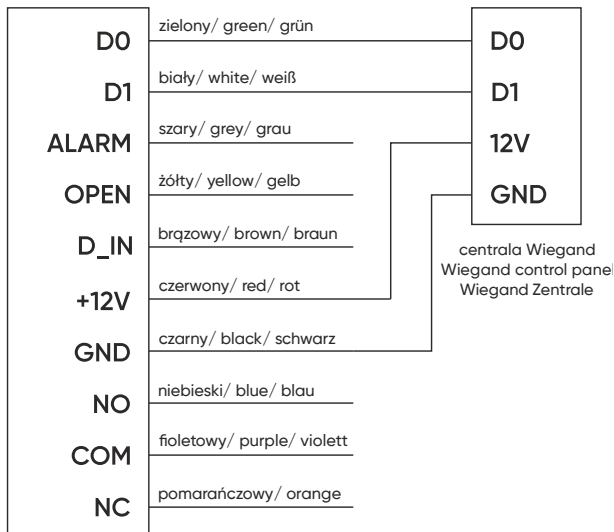 D0 zielony/ green/ grün D0
D1 biały/ white/ weiß D1
ALARM szary/ grey/ grau 12V
OPEN żółty/ yellow/ gelb GND
D_IN brązowy/ brown/ braun
+12V czerwony/ red/ rot
GND czarny/ black/ schwarz
NO niebieski/ blue/ blau
COM fioletowy/ purple/ violett
NC pomarańczowy/ orange
centrala Wiegand
Wiegand control panel
Wiegand Zentrale